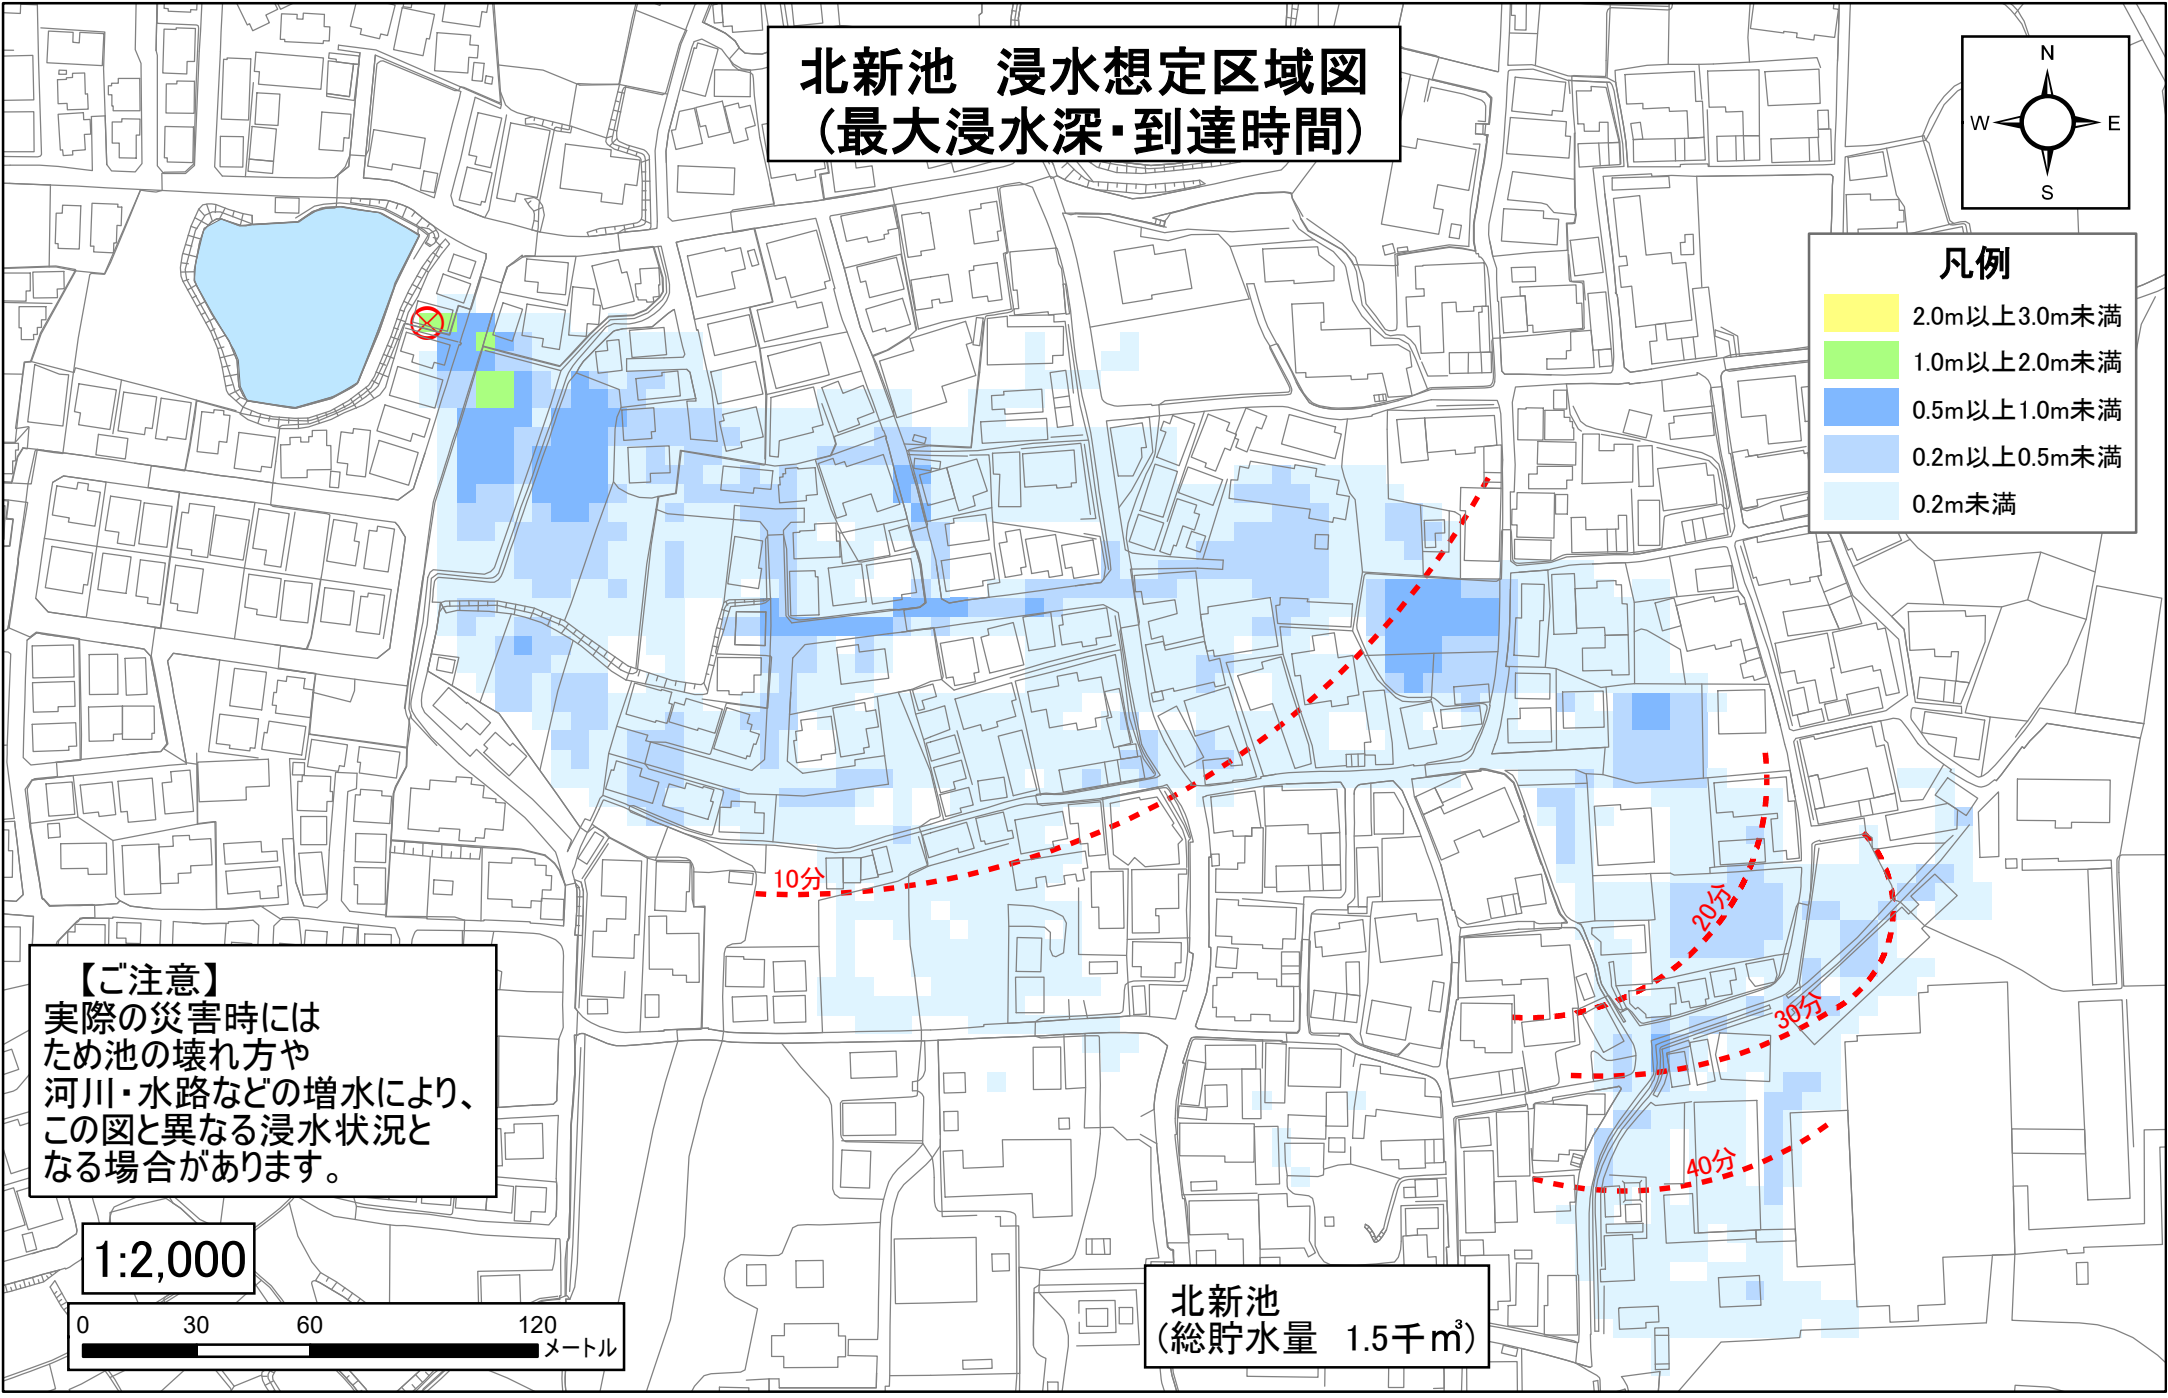 北新池　浸水想定区域図
(最大浸水深・到達時間)
N
W
E
S
凡例
2.0m以上3.0m未満
1.0m以上2.0m未満
0.5m以上1.0m未満
0.2m以上0.5m未満
0.2m未満
10分
20分
30分
40分
【ご注意】
実際の災害時には
ため池の壊れ方や
河川・水路などの増水により、
この図と異なる浸水状況と
なる場合があります。
1:2,000
0 30 60 120
メートル
北新池
(総貯水量　1.5千㎥)